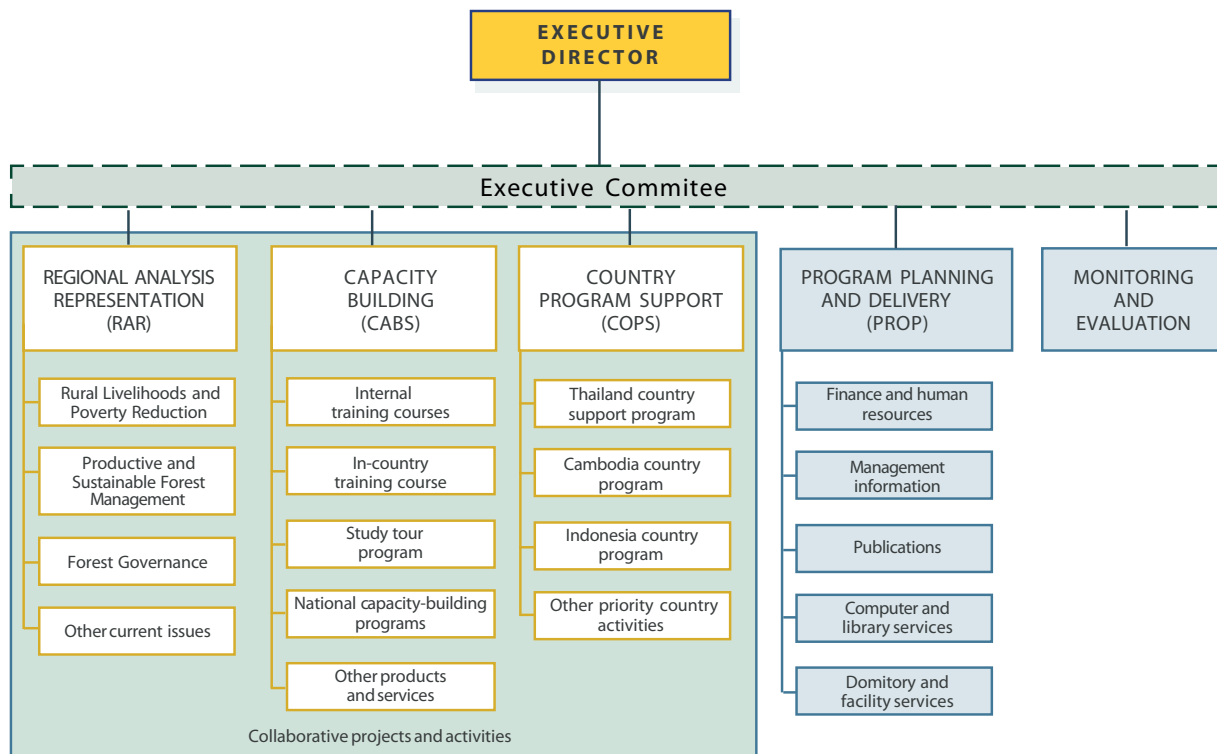 EXECUTIVE
DIRECTOR
Executive Commitee
REGIONAL ANALYSIS
REPRESENTATION
(RAR)
Rural Livelihoods and
Poverty Reduction
Productive and
Sustainable Forest
Management
Forest Governance
Other current issues
CAPACITY
BUILDING
(CABS)
Internal
training courses
In-country
training course
Study tour
program
National capacity-building
programs
Other products
and services
COUNTRY
PROGRAM SUPPORT
(COPS)
Thailand country
support program
Cambodia country
program
Indonesia country
program
Other priority country
activities
Collaborative projects and activities
PROGRAM PLANNING
AND DELIVERY
(PROP)
Finance and human
resources
Management
information
Publications
Computer and
library services
Domitory and
facility services
MONITORING
AND
EVALUATION